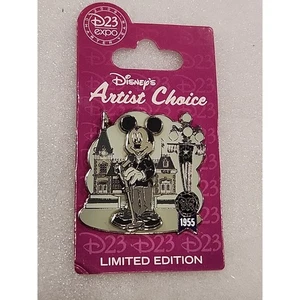 D23
expo
Disney's
Artist Choice
1955
D23 D23 D23
LIMITED EDITION